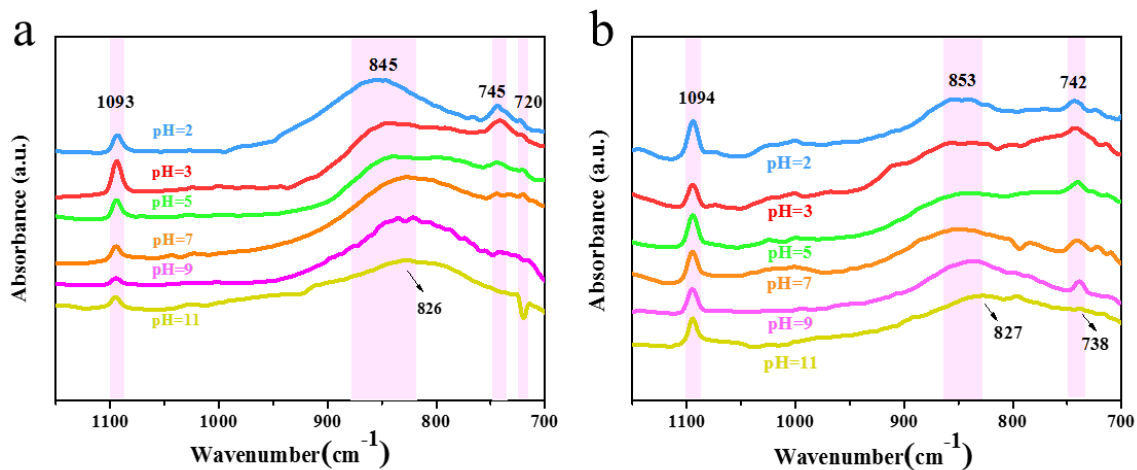 a
1093
845
745
720
pH=2
pH=3
pH=5
pH=7
pH=9
pH=11
826
Absorbance (a.u.)
1100
1000
900
800
700
Wavenumber(cm⁻¹)
b
1094
853
742
pH=2
pH=3
pH=5
pH=7
pH=9
pH=11
827
738
Absorbance (a.u.)
1100
1000
900
800
700
Wavenumber(cm⁻¹)